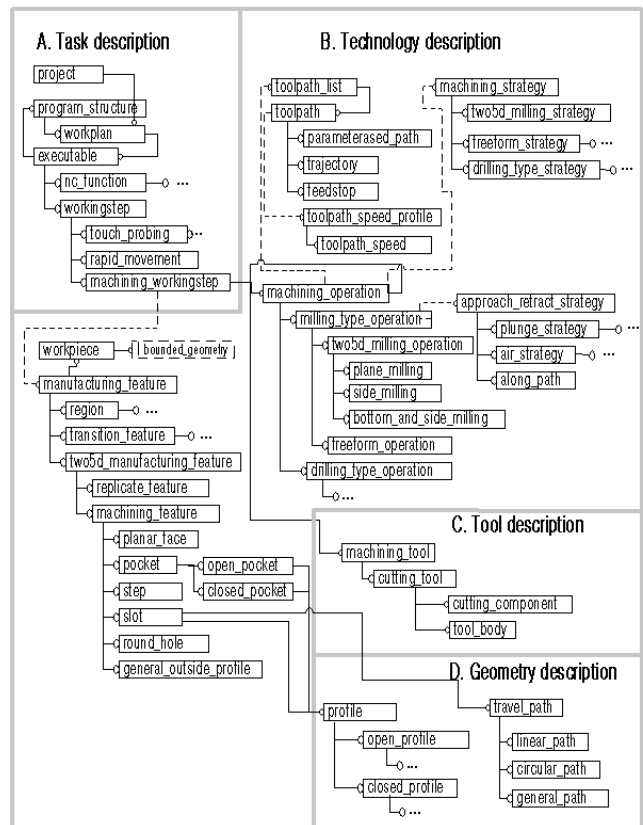 A. Task description
project
program_structure
workplan
executable
nc_function
...
workingstep
touch_probing
...
rapid_movement
machining_workingstep
workpiece
bounded_geometry
manufacturing_feature
region
...
transition_feature
...
two5d_manufacturing_feature
replicate_feature
machining_feature
planar_face
pocket
open_pocket
closed_pocket
step
slot
round_hole
general_outside_profile
B. Technology description
toolpath_list
toolpath
parameterased_path
trajectory
feedstop
toolpath_speed_profile
toolpath_speed
machining_strategy
two5d_milling_strategy
freeform_strategy
...
drilling_type_strategy
...
machining_operation
milling_type_operation
two5d_milling_operation
plane_milling
side_milling
bottom_and_side_milling
freeform_operation
drilling_type_operation
...
approach_retract_strategy
plunge_strategy
...
air_strategy
...
along_path
C. Tool description
machining_tool
cutting_tool
cutting_component
tool_body
D. Geometry description
profile
open_profile
...
closed_profile
...
travel_path
linear_path
circular_path
general_path